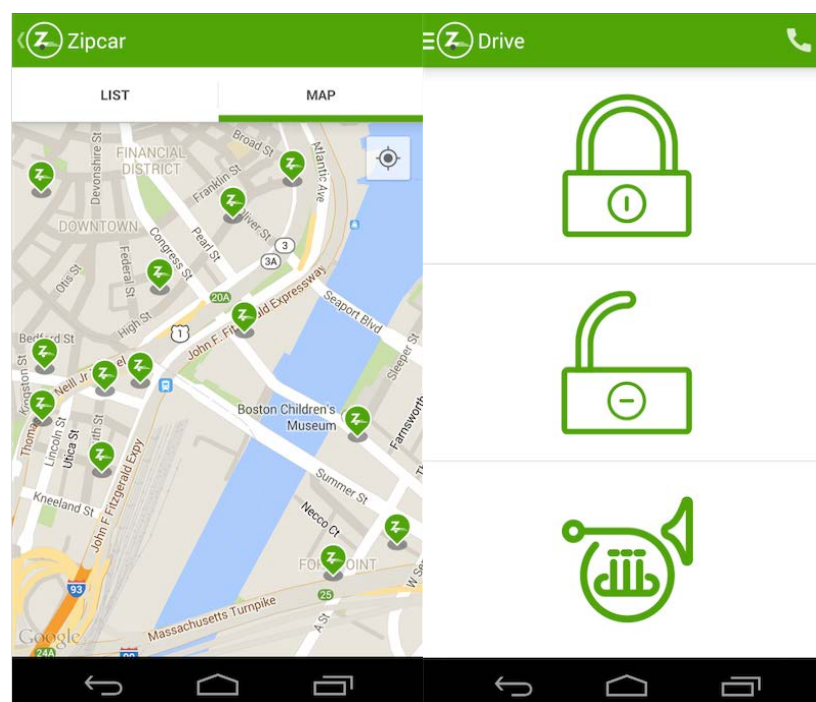 Zipcar
LIST
MAP
Broad St
Atlantic Ave
FINANCIAL
DISTRICT
Devonshire St
Franklin St
Oliver St
DOWNTOWN
Pearl St
Congress St
3
3A
Federal St
Otis St
20A
John F. Fitzgerald Expressway
Seaport Blvd
High St
1
Bedford St
Sleeper St
Kingston St
Neill Jr
Thomas
Boston Children's
Museum
Farnsworth
Lincoln St
Utica St
Summer St
Kneeland St
John F Fitzgerald Expy
Necco Ct
93
25
Massachusetts Turnpike
A St
Google
24A
90
Drive